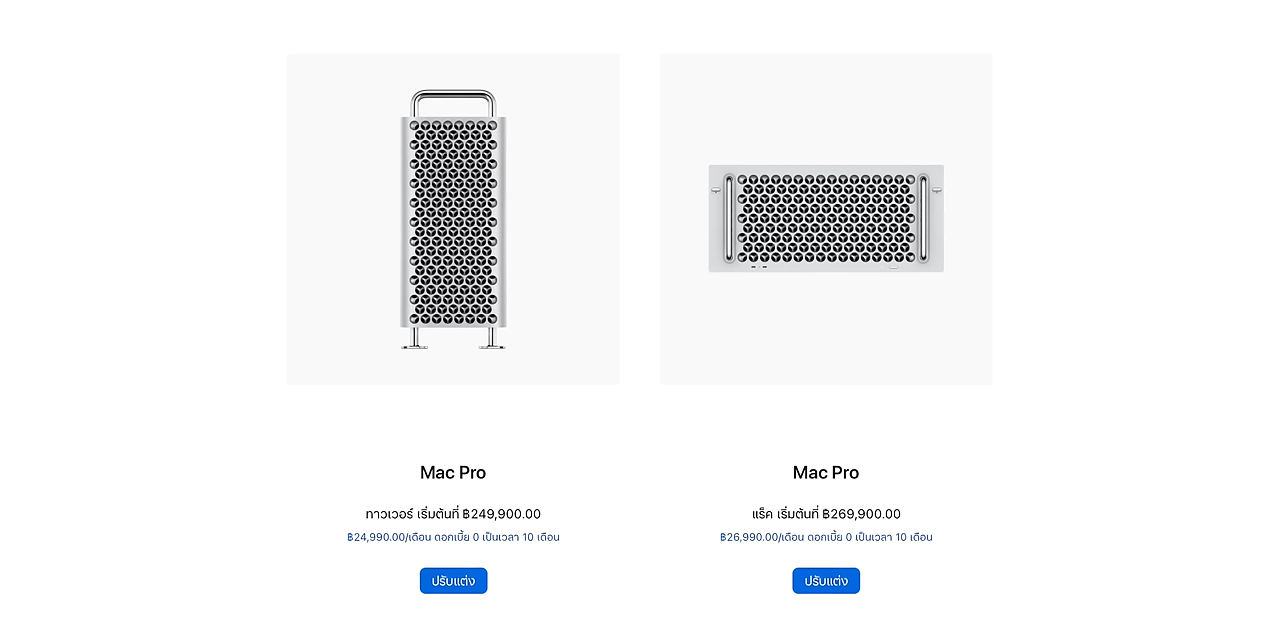 Mac Pro
ทาวเวอร์ เริ่มต้นที่ ฿249,900.00
฿24,990.00/เดือน ดอกเบี้ย 0 เป็นเวลา 10 เดือน
ปรับแต่ง
Mac Pro
แร็ค เริ่มต้นที่ ฿269,900.00
฿26,990.00/เดือน ดอกเบี้ย 0 เป็นเวลา 10 เดือน
ปรับแต่ง